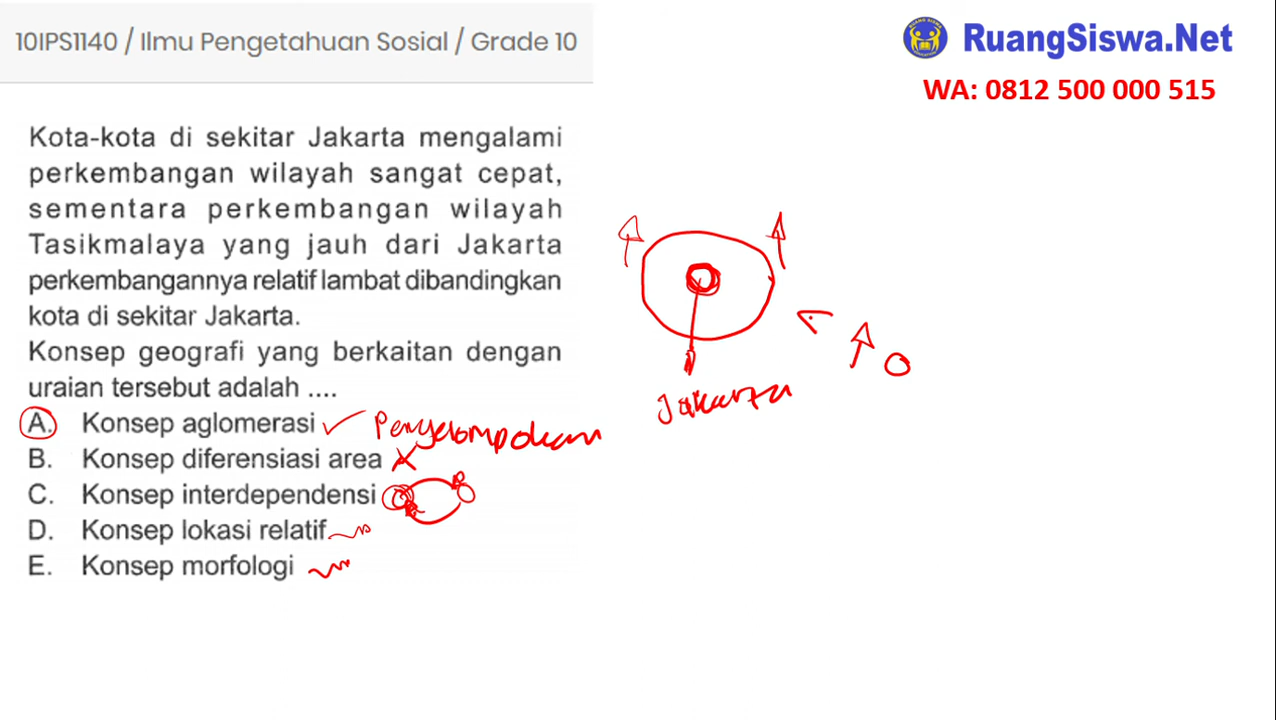 10IPS1140 / Ilmu Pengetahuan Sosial / Grade 10
RuangSiswa.Net
WA: 0812 500 000 515
Kota-kota di sekitar Jakarta mengalami
perkembangan wilayah sangat cepat,
sementara perkembangan wilayah
Tasikmalaya yang jauh dari Jakarta
perkembangannya relatif lambat dibandingkan
kota di sekitar Jakarta.
Konsep geografi yang berkaitan dengan
uraian tersebut adalah ....
A. Konsep aglomerasi Pengelompokan
B. Konsep diferensiasi area
C. Konsep interdependensi
D. Konsep lokasi relatif
E. Konsep morfologi
Jakarta